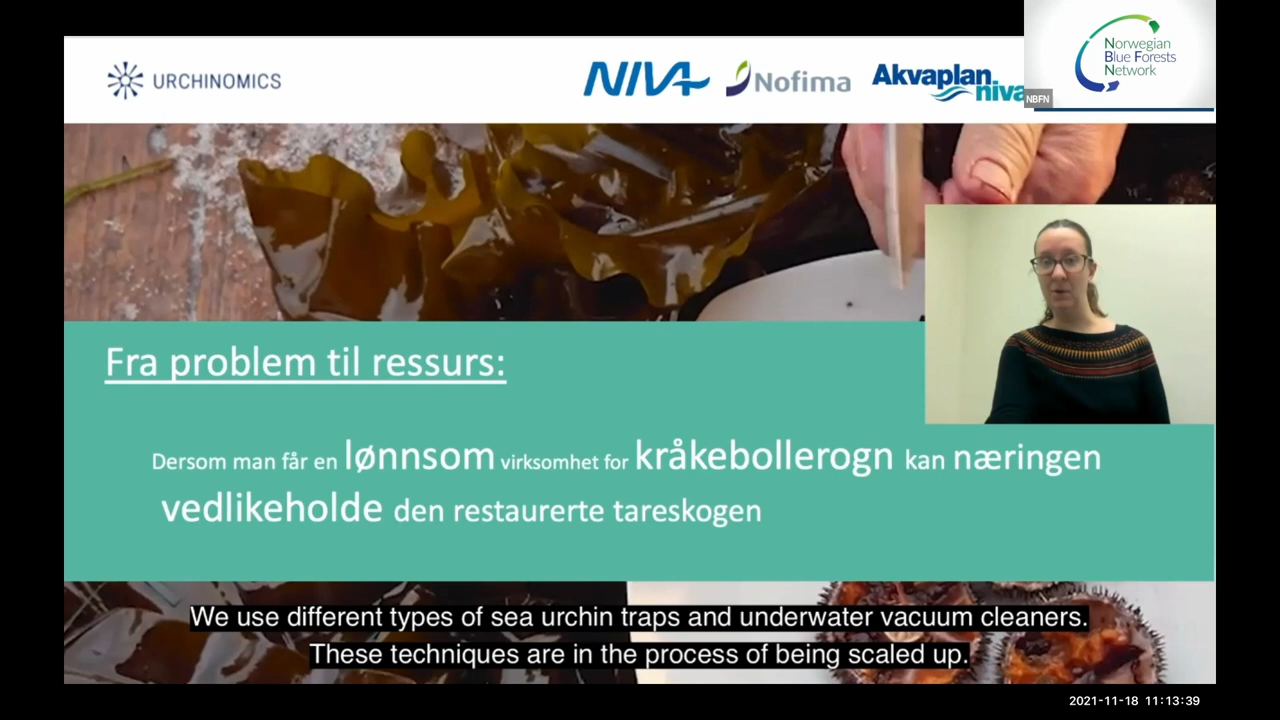 URCHINOMICS
NIVA
Nofima
Akvaplan
niva
Norwegian
Blue Forests
Network
NBFN
Fra problem til ressurs:
Dersom man får en lønnsom virksomhet for kråkebollerogn kan næringen
vedlikeholde den restaurerte tareskogen
We use different types of sea urchin traps and underwater vacuum cleaners.
These techniques are in the process of being scaled up.
2021-11-18 11:13:39